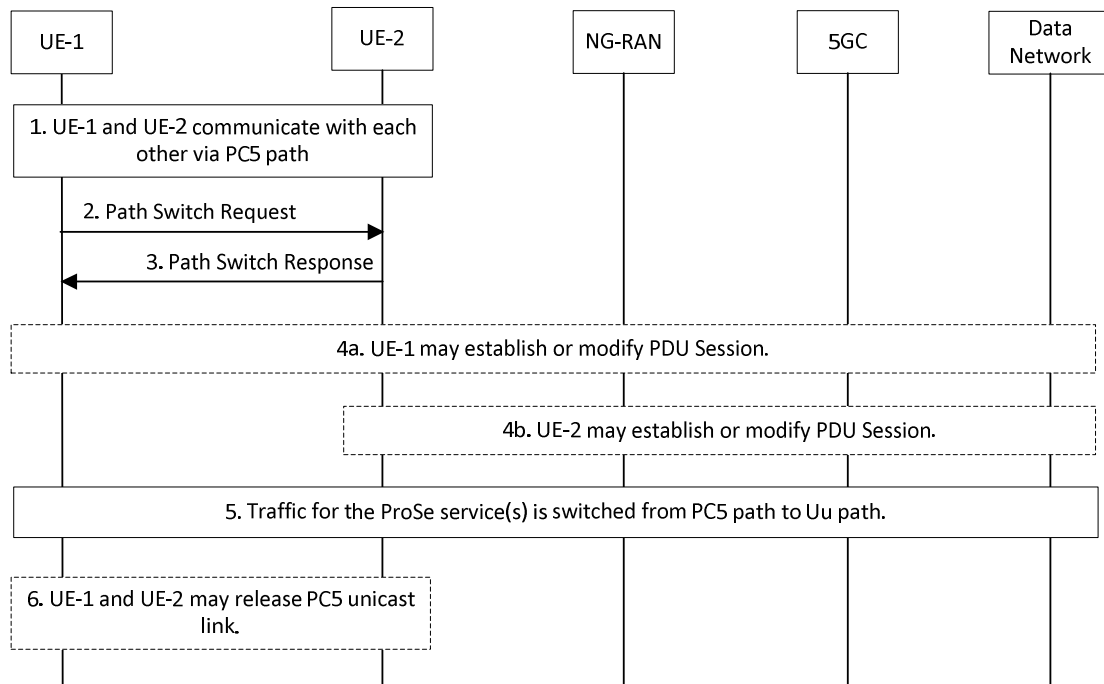 UE-1
UE-2
NG-RAN
5GC
Data
Network
1. UE-1 and UE-2 communicate with each
other via PC5 path
2. Path Switch Request
3. Path Switch Response
4a. UE-1 may establish or modify PDU Session.
4b. UE-2 may establish or modify PDU Session.
5. Traffic for the ProSe service(s) is switched from PC5 path to Uu path.
6. UE-1 and UE-2 may release PC5 unicast
link.